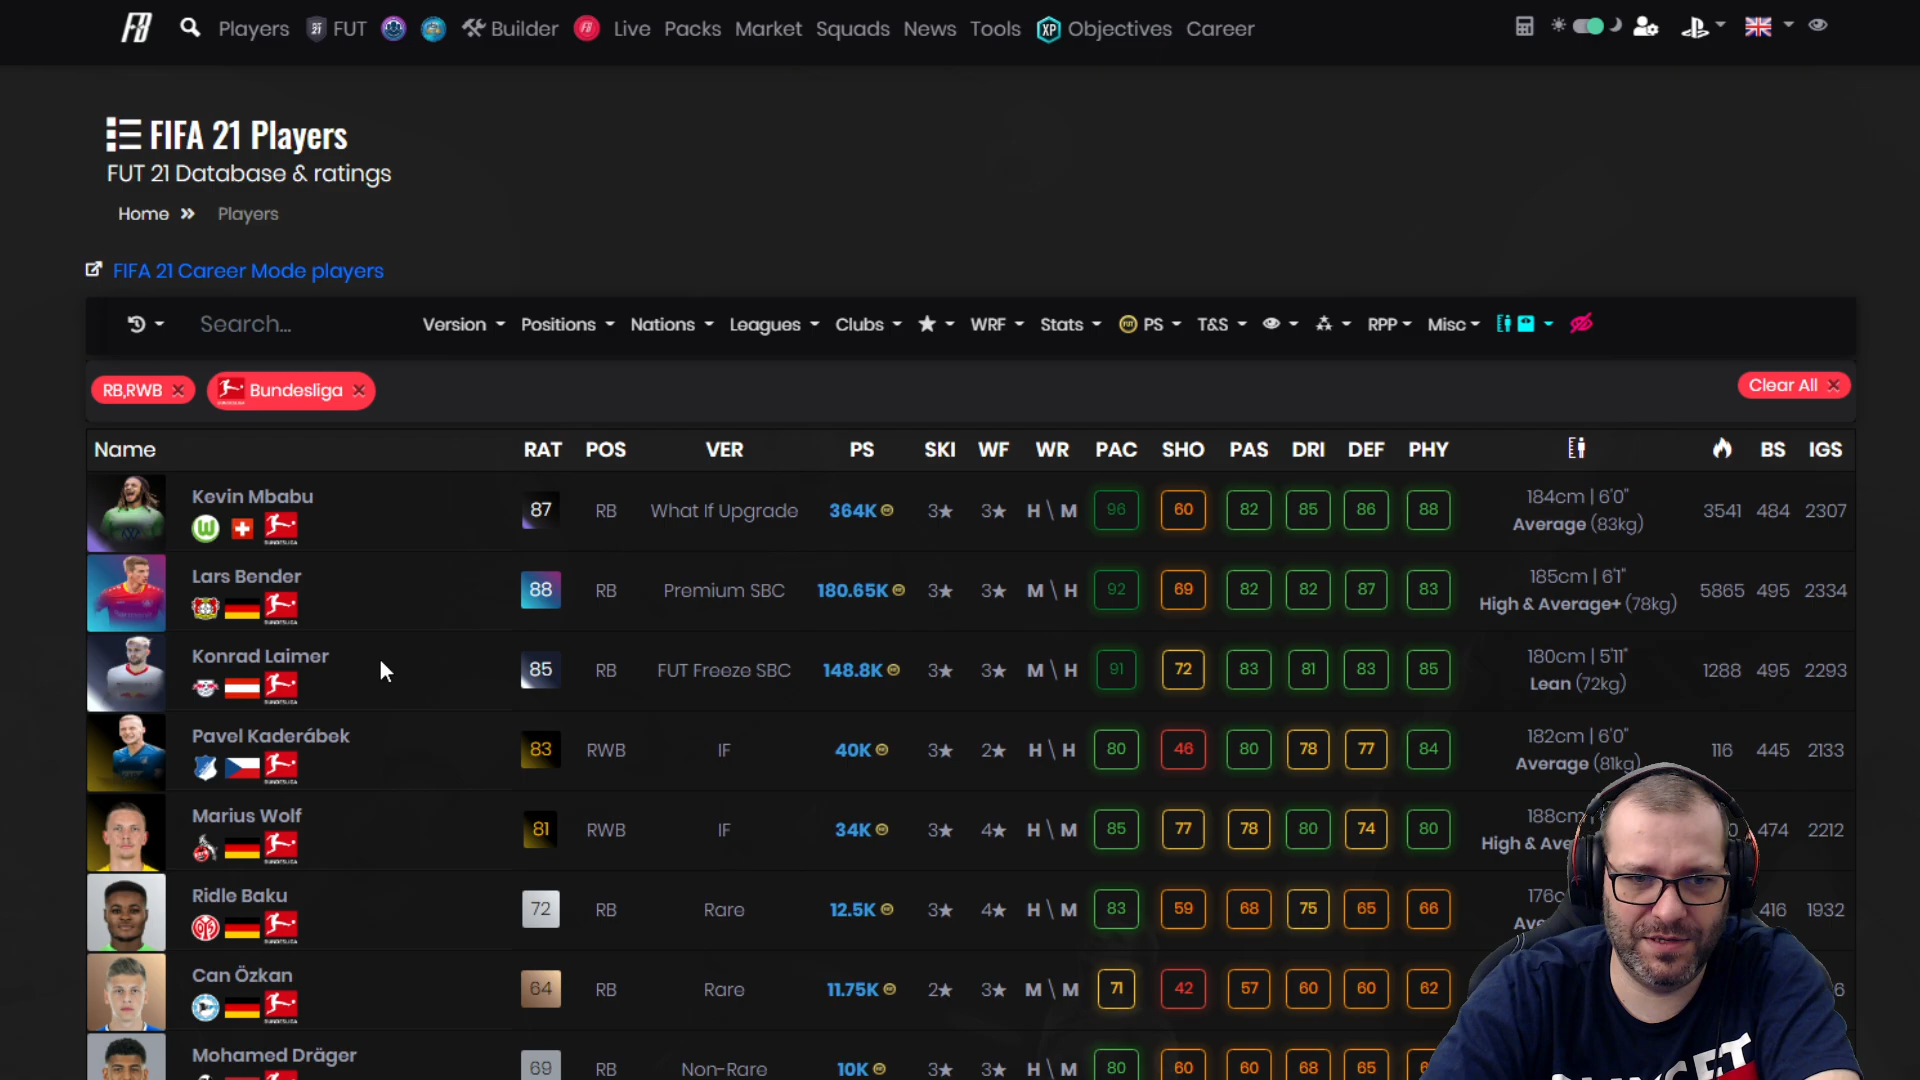 F8 Players 21 FUT Builder Live Packs Market Squads News Tools XP Objectives Career
FIFA 21 Players
FUT 21 Database & ratings
Home » Players
FIFA 21 Career Mode players
Search... Version Positions Nations Leagues Clubs ★ WRF Stats PS T&S RPP Misc
RB,RWB × Bundesliga × Clear All ×
Name RAT POS VER PS SKI WF WR PAC SHO PAS DRI DEF PHY BS IGS
Kevin Mbabu 87 RB What If Upgrade 364K 3★ 3★ H \ M 96 60 82 85 86 88 184cm | 6'0" 3541 484 2307
Average (83kg)
Lars Bender 88 RB Premium SBC 180.65K 3★ 3★ M \ H 92 69 82 82 87 83 185cm | 6'1" 5865 495 2334
High & Average+ (78kg)
Konrad Laimer 85 RB FUT Freeze SBC 148.8K 3★ 3★ M \ H 91 72 83 81 83 85 180cm | 5'11" 1288 495 2293
Lean (72kg)
Pavel Kaderábek 83 RWB IF 40K 3★ 2★ H \ H 80 46 80 78 77 84 182cm | 6'0" 116 445 2133
Average (81kg)
Marius Wolf 81 RWB IF 34K 3★ 4★ H \ M 85 77 78 80 74 80 188cm 474 2212
High &
Ridle Baku 72 RB Rare 12.5K 3★ 4★ H \ M 83 59 68 75 65 66 416 1932
Can Özkan 64 RB Rare 11.75K 2★ 3★ M \ M 71 42 57 60 60 62
Mohamed Dräger 69 RB Non-Rare 10K 3★ 3★ H \ M 80 60 60 68 65